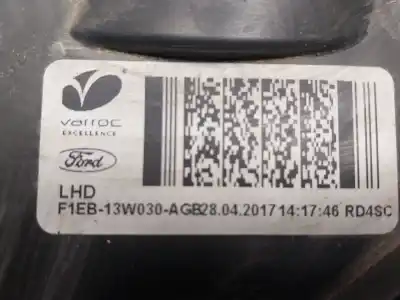 varroc
EXCELLENCE
Ford
LHD
F1EB-13W030-AGB28.04.2017 14:17:46 RD4SC